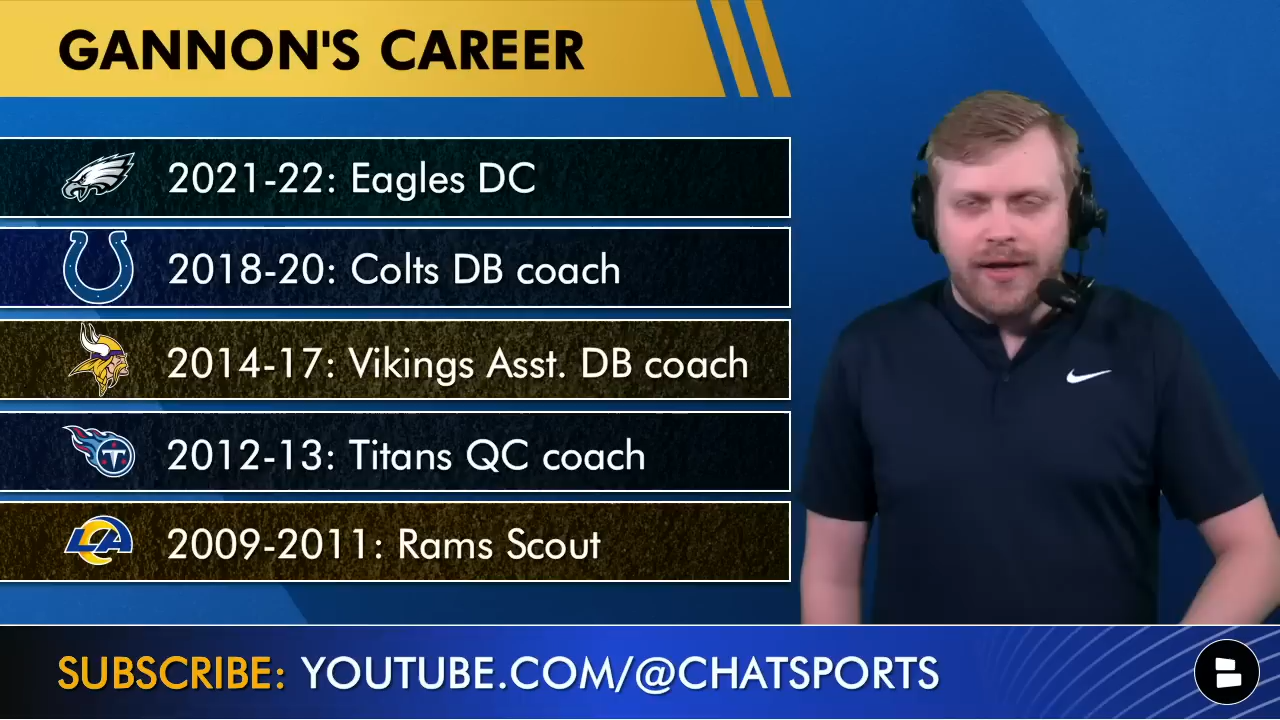 GANNON'S CAREER
2021-22: Eagles DC
2018-20: Colts DB coach
2014-17: Vikings Asst. DB coach
2012-13: Titans QC coach
2009-2011: Rams Scout
SUBSCRIBE: YOUTUBE.COM/@CHATSPORTS